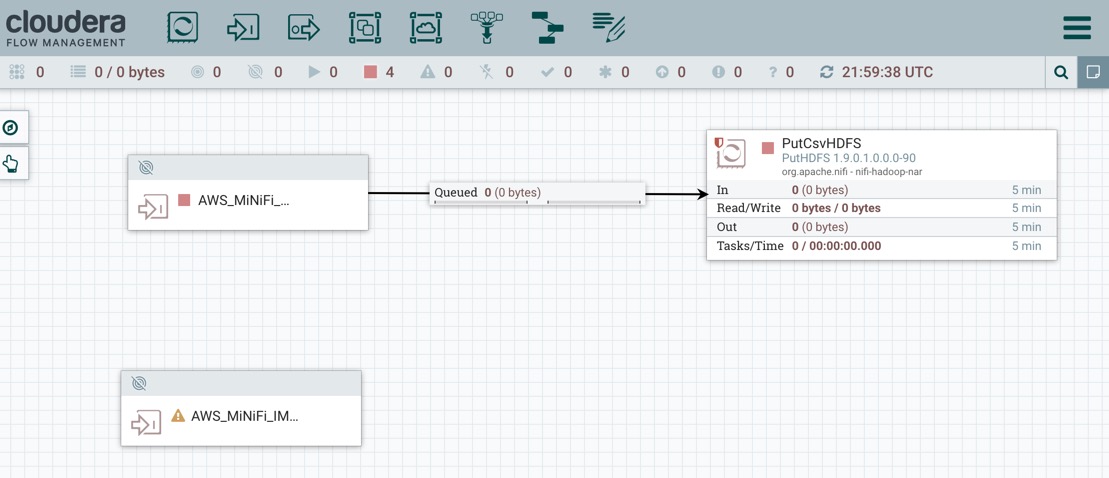 cloudera
FLOW MANAGEMENT
0 0 / 0 bytes 0 0 0 4 0 0 0 0 0 0 ? 0 21:59:38 UTC
AWS_MiNiFi_...
Queued 0 (0 bytes)
PutCsvHDFS
PutHDFS 1.9.0.1.0.0.0-90
org.apache.nifi - nifi-hadoop-nar
In 0 (0 bytes) 5 min
Read/Write 0 bytes / 0 bytes 5 min
Out 0 (0 bytes) 5 min
Tasks/Time 0 / 00:00:00.000 5 min
AWS_MiNiFi_IM...